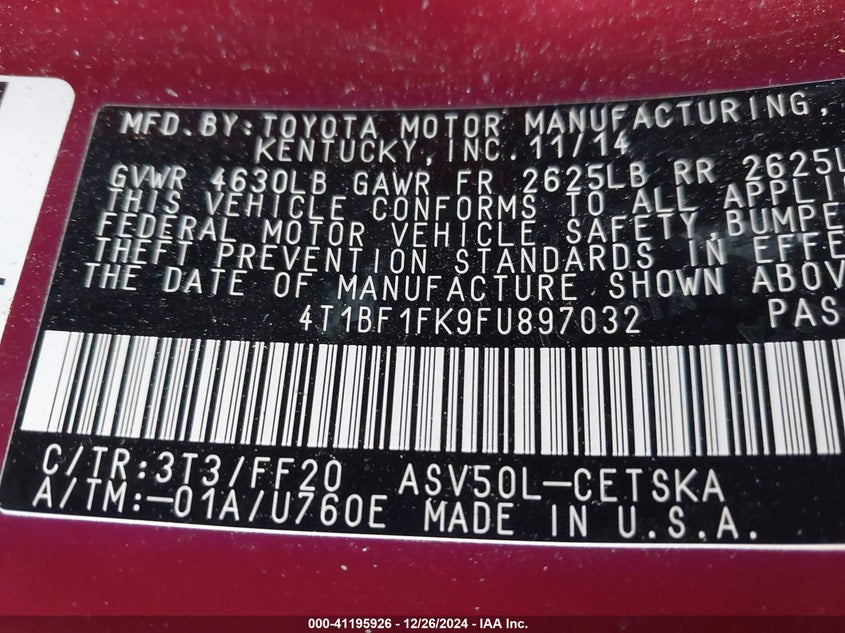 MFD. BY: TOYOTA MOTOR MANUFACTURING,
KENTUCKY, INC. 11/14
GVWR 4630LB GAWR FR 2625LB RR 2625L
THIS VEHICLE CONFORMS TO ALL APPLI
FEDERAL MOTOR VEHICLE SAFETY, BUMPE
THEFT PREVENTION STANDARDS IN EFFE
THE DATE OF MANUFACTURE SHOWN ABOV
4T1BF1FK9FU897032 PAS
C/TR:3T3/FF20 ASV50L-CETSKA
A/TM:-01A/U760E MADE IN U.S.A.
000-41195926 - 12/26/2024 - IAA Inc.